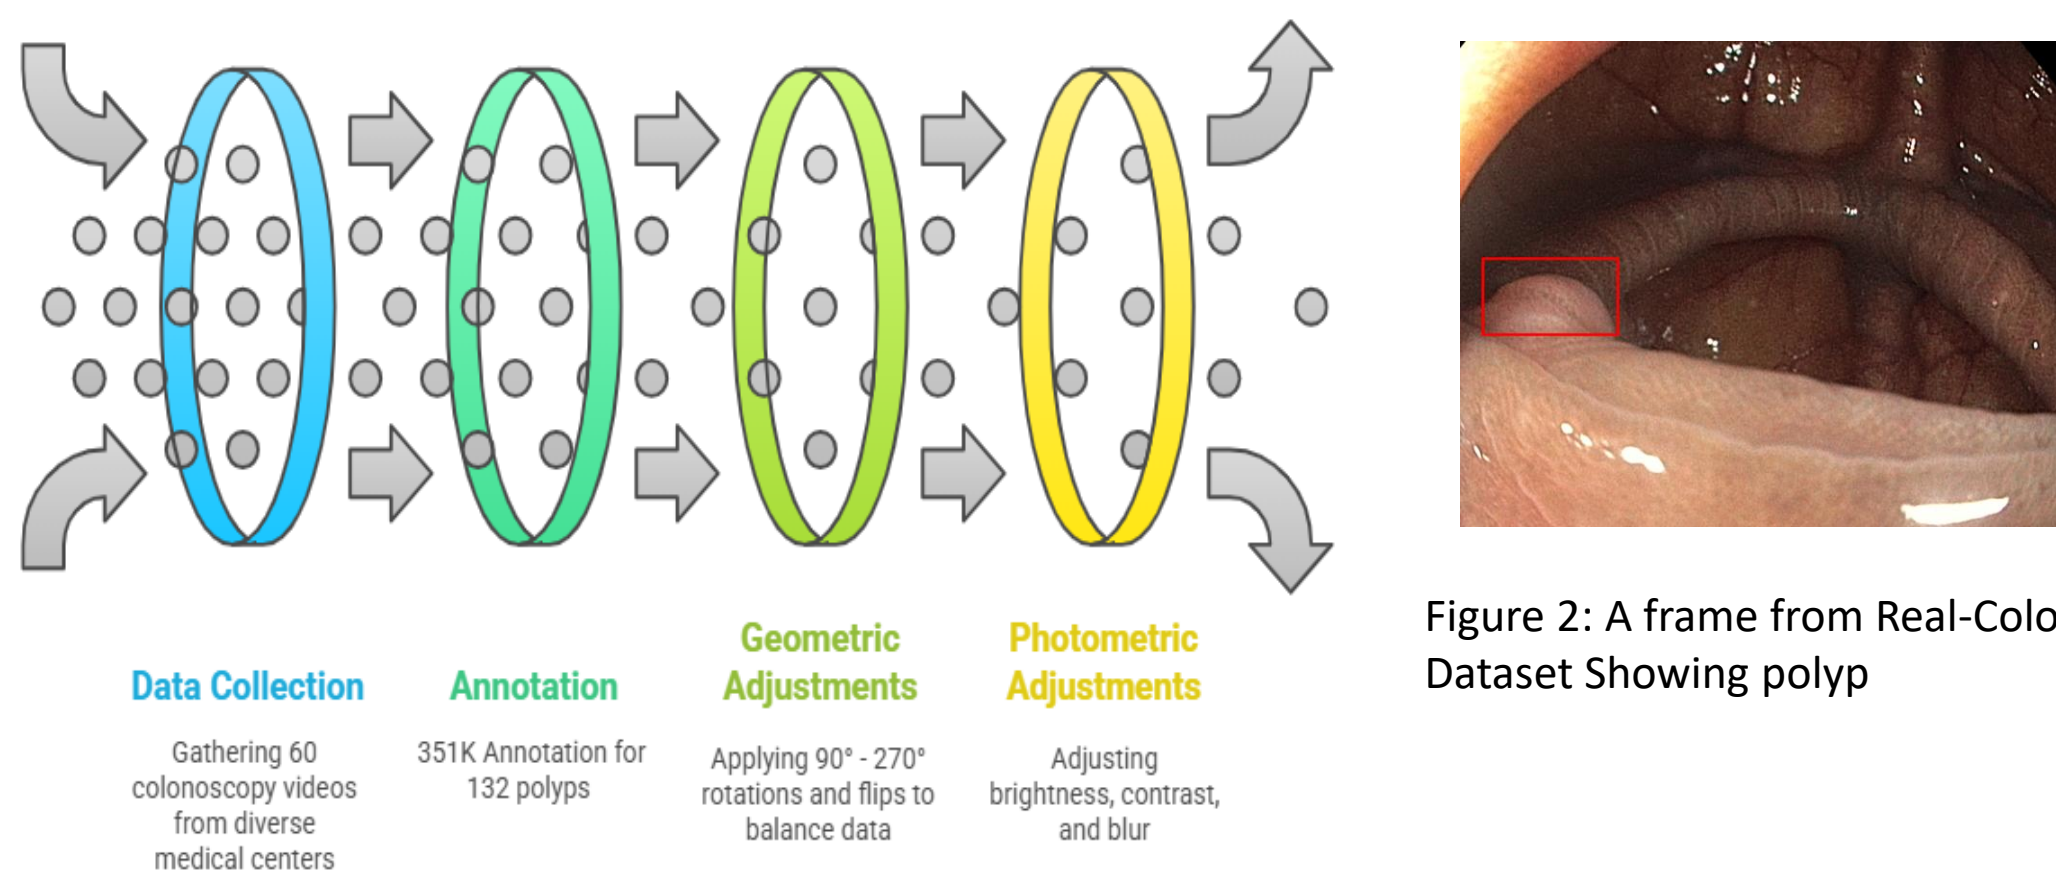 Data Collection
Gathering 60
colonoscopy videos
from diverse
medical centers
Annotation
351K Annotation for
132 polyps
Geometric
Adjustments
Applying 90° - 270°
rotations and flips to
balance data
Photometric
Adjustments
Adjusting
brightness, contrast,
and blur
Figure 2: A frame from Real-Colo
Dataset Showing polyp